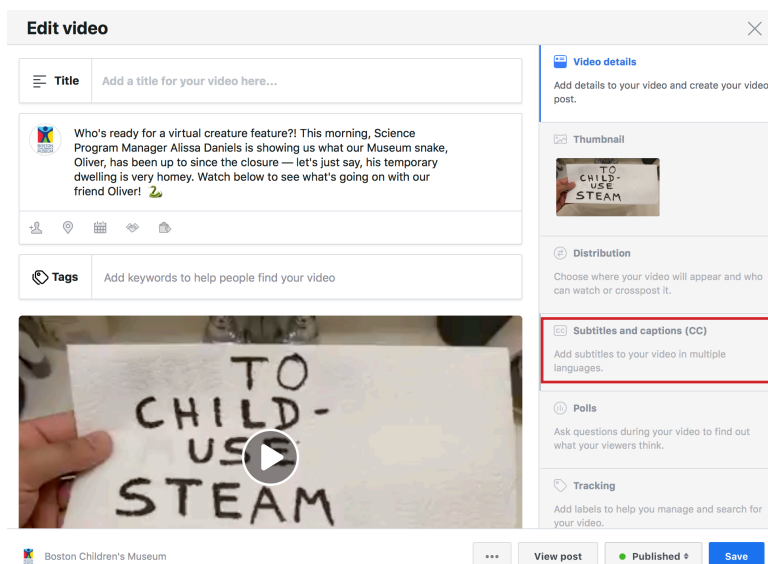 Edit video
Title
Add a title for your video here...
Who's ready for a virtual creature feature?! This morning, Science
Program Manager Alissa Daniels is showing us what our Museum snake,
Oliver, has been up to since the closure — let's just say, his temporary
dwelling is very homey. Watch below to see what's going on with our
friend Oliver! 🐍
Tags
Add keywords to help people find your video
TO
CHILD-
USE
STEAM
Video details
Add details to your video and create your video
post.
Thumbnail
TO
CHILD-
USE
STEAM
Distribution
Choose where your video will appear and who
can watch or crosspost it.
CC
Subtitles and captions (CC)
Add subtitles to your video in multiple
languages.
Polls
Ask questions during your video to find out
what your viewers think.
Tracking
Add labels to help you manage and search for
your video.
Boston Children's Museum
View post
Published
Save